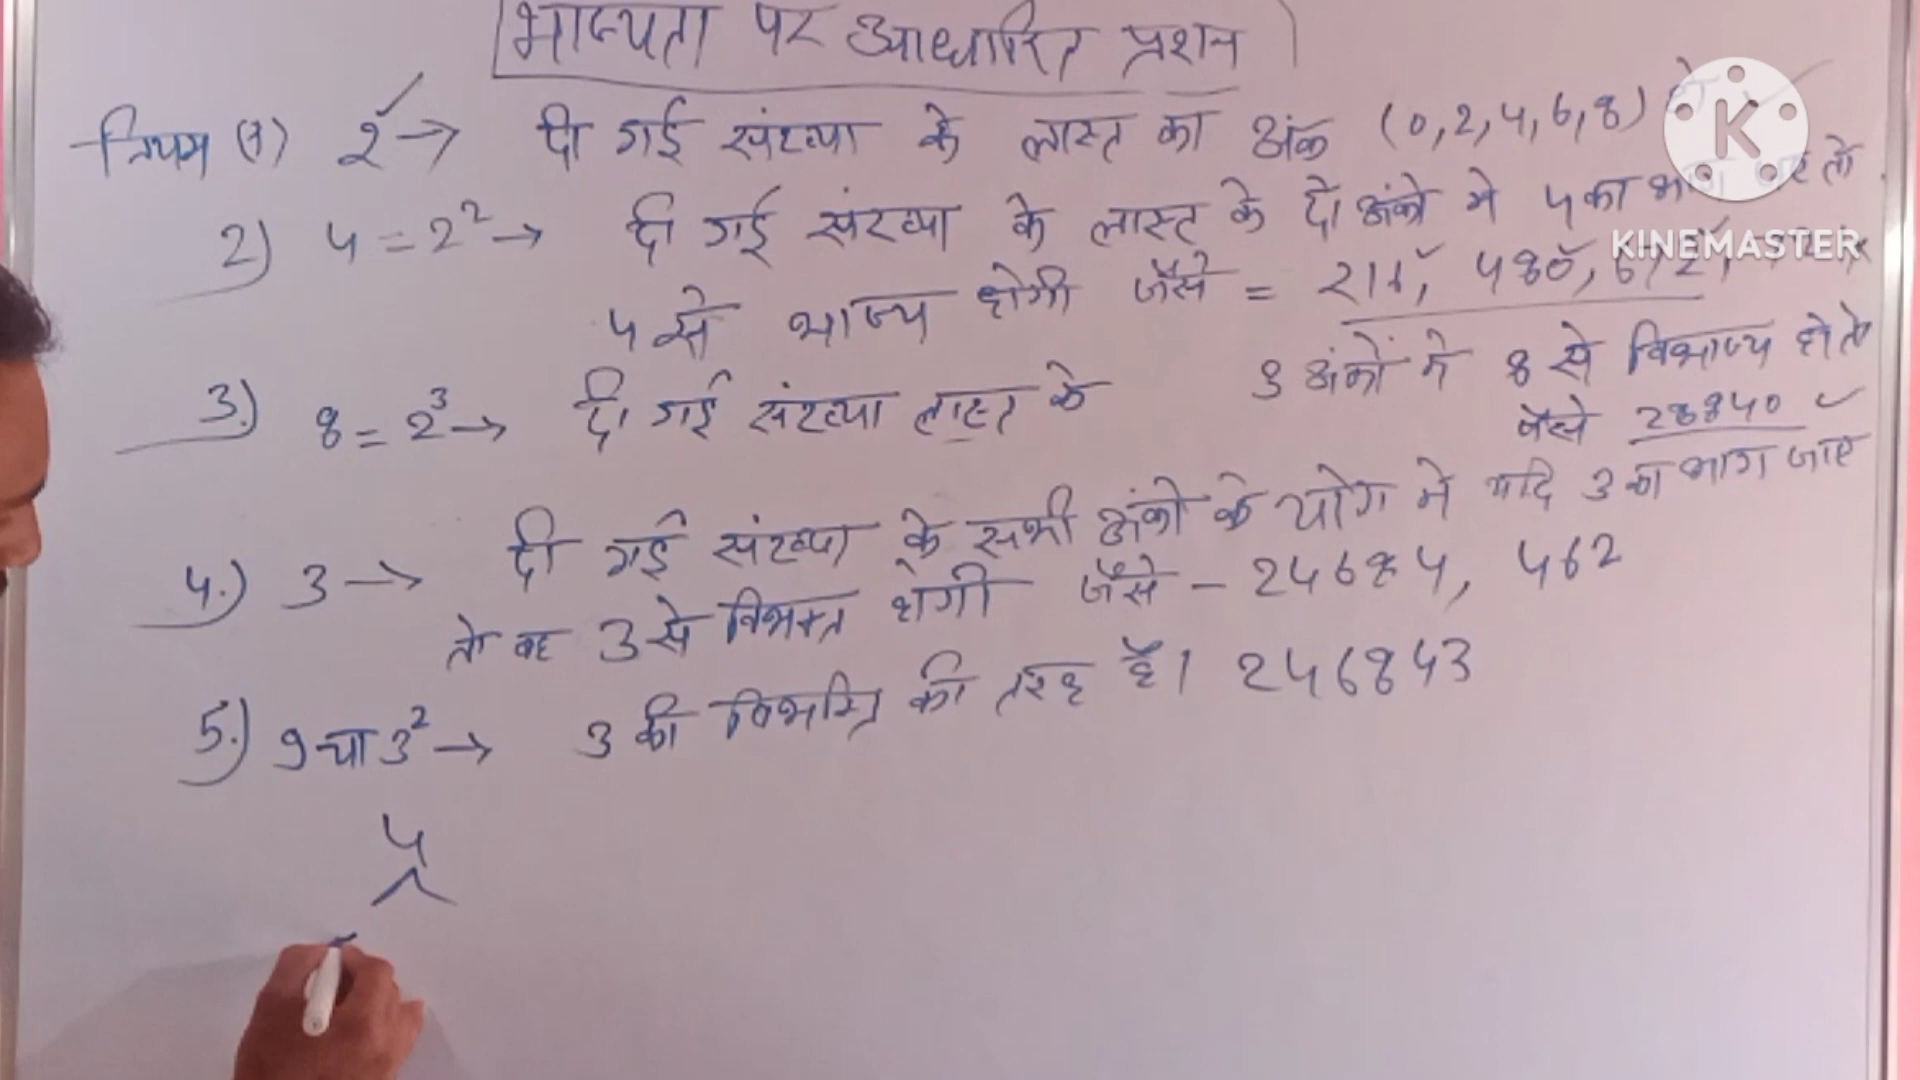 भाज्यता पर आधारित प्रशन
नियम (1) 2 → दी गई संख्या के लास्त का अंक (0,2,4,6,8) हो
2) 4 = 2² → दी गई संख्या के लास्ट के दो अंको मे 4 का भाग जाए तो
4 से भाज्य होगी जैसे = 216, 480, 672,
3.) 8 = 2³ → दी गई संख्या लास्ट के 3 अंकों मे 8 से विभाज्य हो तो
जैसे 28840
4.) 3 → दी गई संख्या के सभी अंको के योग मे यदि 3 का भाग जाए
तो वह 3 से विभक्त होगी जैसे - 24684, 462
5.) 9 या 3² → 3 की की तरह है। 246843
4
K
KINEMASTER